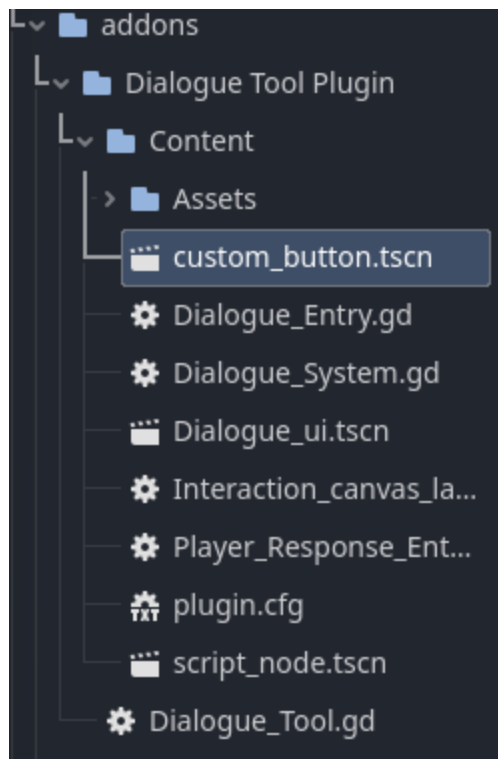 addons
Dialogue Tool Plugin
Content
Assets
custom_button.tscn
Dialogue_Entry.gd
Dialogue_System.gd
Dialogue_ui.tscn
Interaction_canvas_la...
Player_Response_Ent...
TXT plugin.cfg
script_node.tscn
Dialogue_Tool.gd